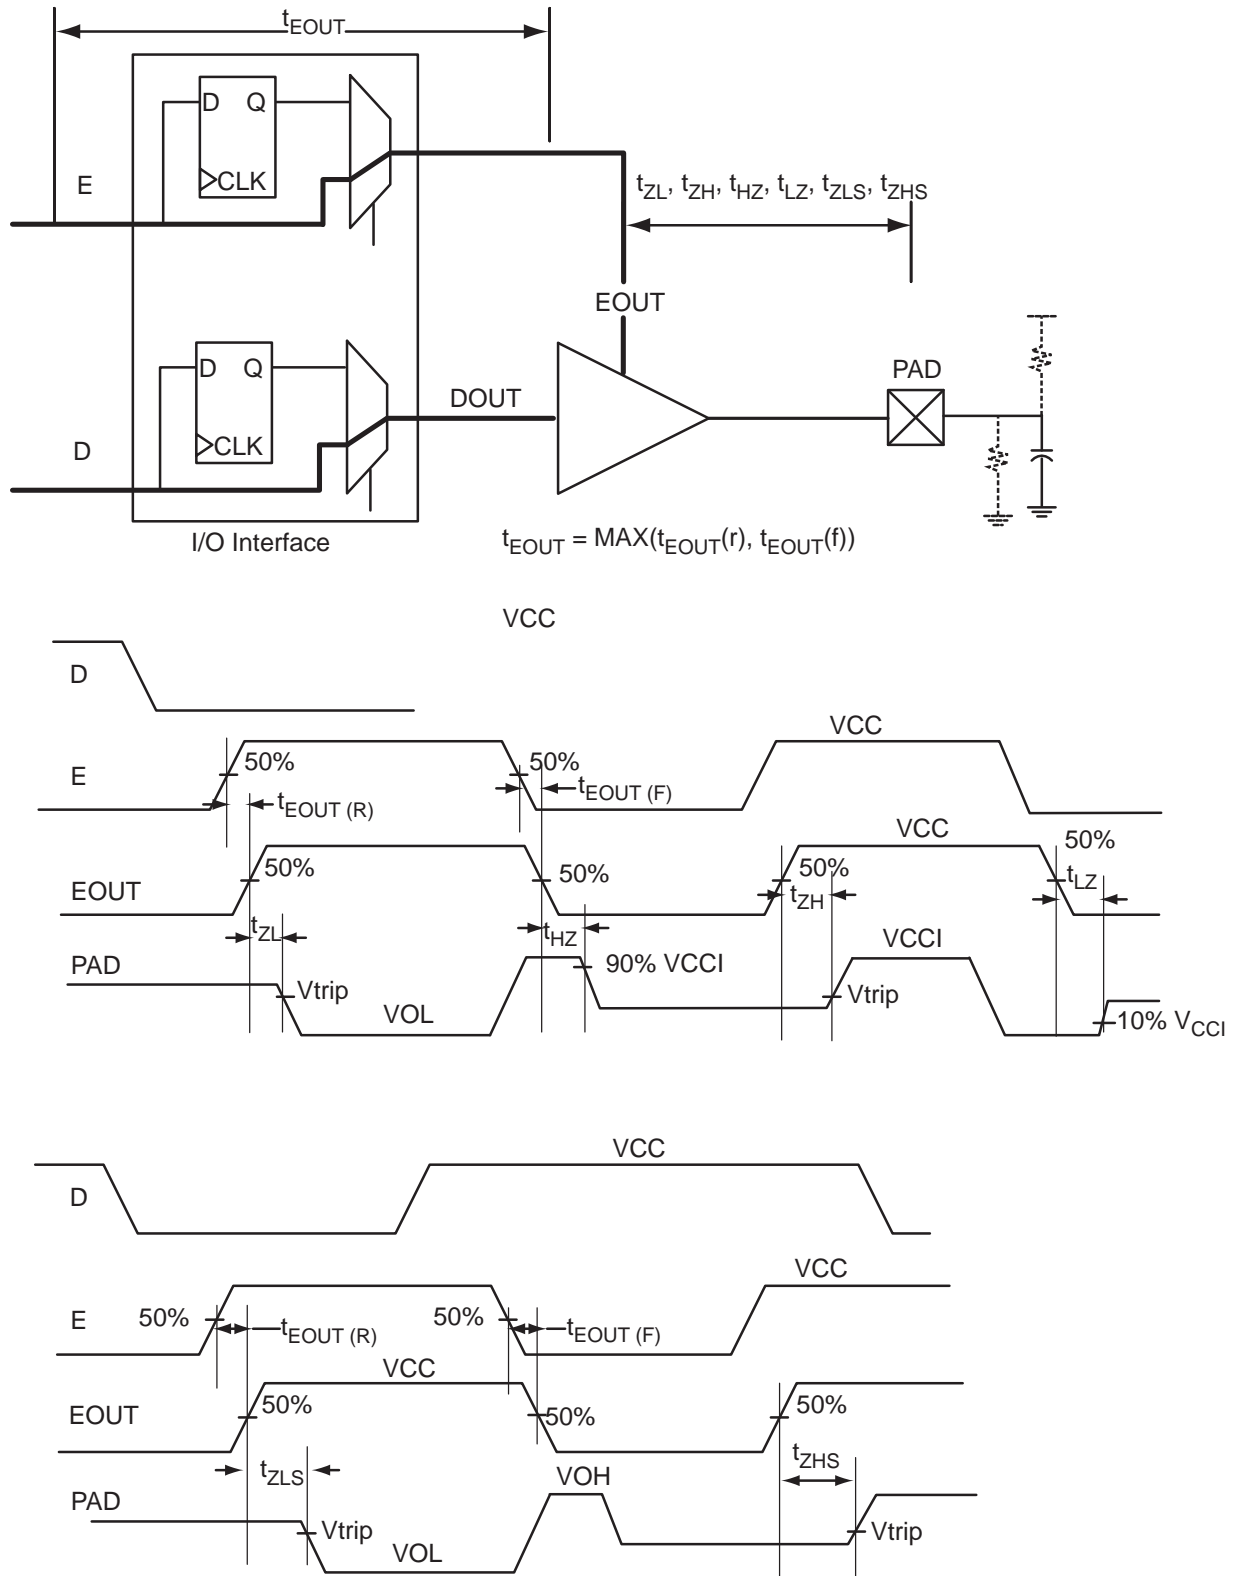 tEOUT
D Q
CLK
E
tZL, tZH, tHZ, tLZ, tZLS, tZHS
EOUT
D Q
CLK
D
DOUT
PAD
I/O Interface
tEOUT = MAX(tEOUT(r), tEOUT(f))
VCC
D
VCC
E
50%
50%
tEOUT (R)
tEOUT (F)
VCC
50%
EOUT
50%
50%
50%
tZL
tHZ
tZH
tLZ
PAD
90% VCCI
VCCI
Vtrip
VOL
Vtrip
10% VCCI
VCC
D
VCC
E
50%
tEOUT (R)
50%
tEOUT (F)
VCC
EOUT
50%
50%
50%
tZLS
VOH
tZHS
PAD
Vtrip
VOL
Vtrip